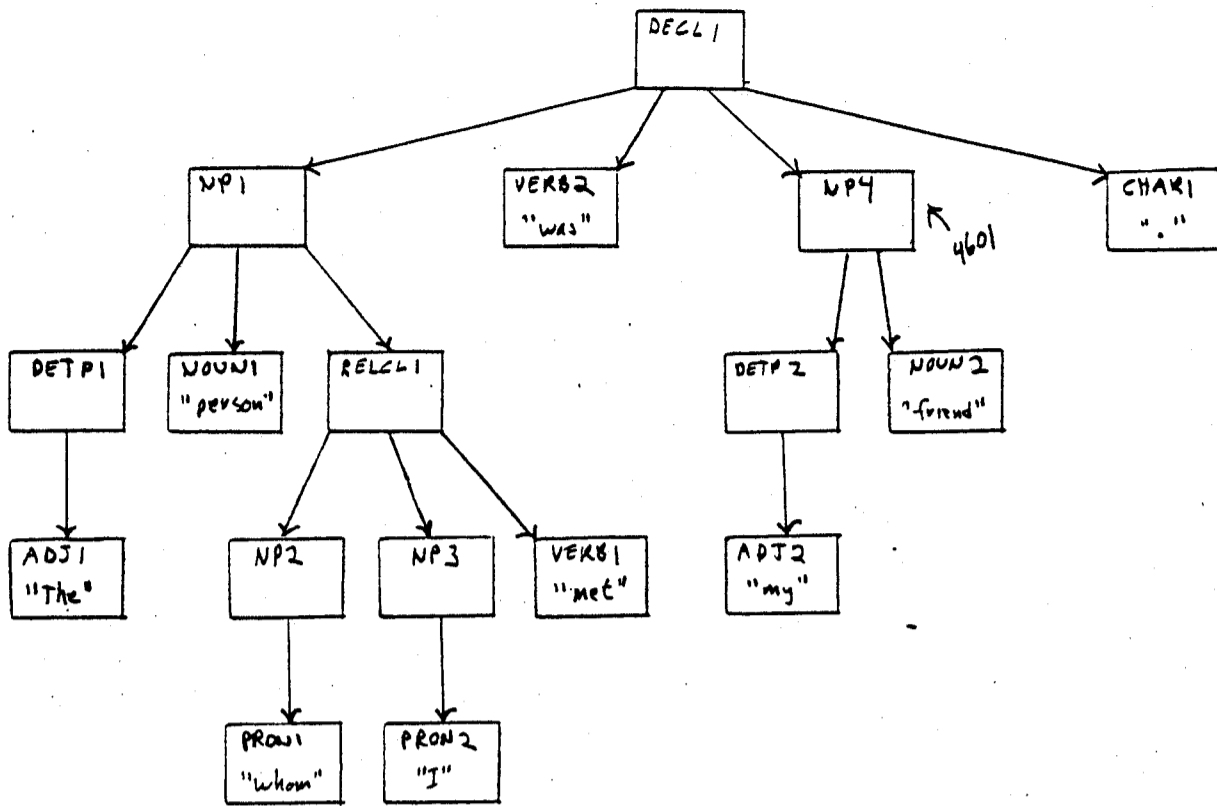 DECL1
NP1
VERB2
"was"
NP4
4601
CHAR1
"."
DETP1
NOUN1
"person"
RELCL1
DETP2
NOUN2
"friend"
ADJ1
"The"
NP2
NP3
VERB1
"met"
ADJ2
"my"
PRON1
"whom"
PRON2
"I"